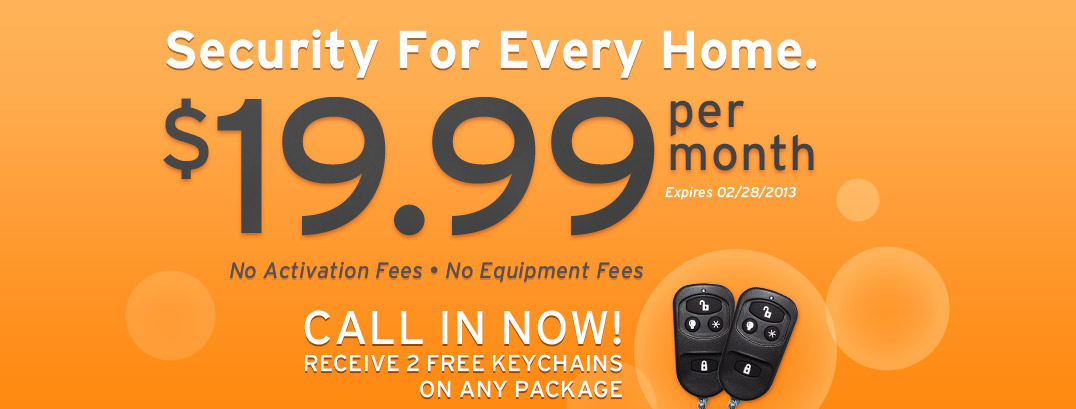 Security For Every Home.
$19.99 per month
Expires 02/28/2013
No Activation Fees • No Equipment Fees
CALL IN NOW!
RECEIVE 2 FREE KEYCHAINS
ON ANY PACKAGE